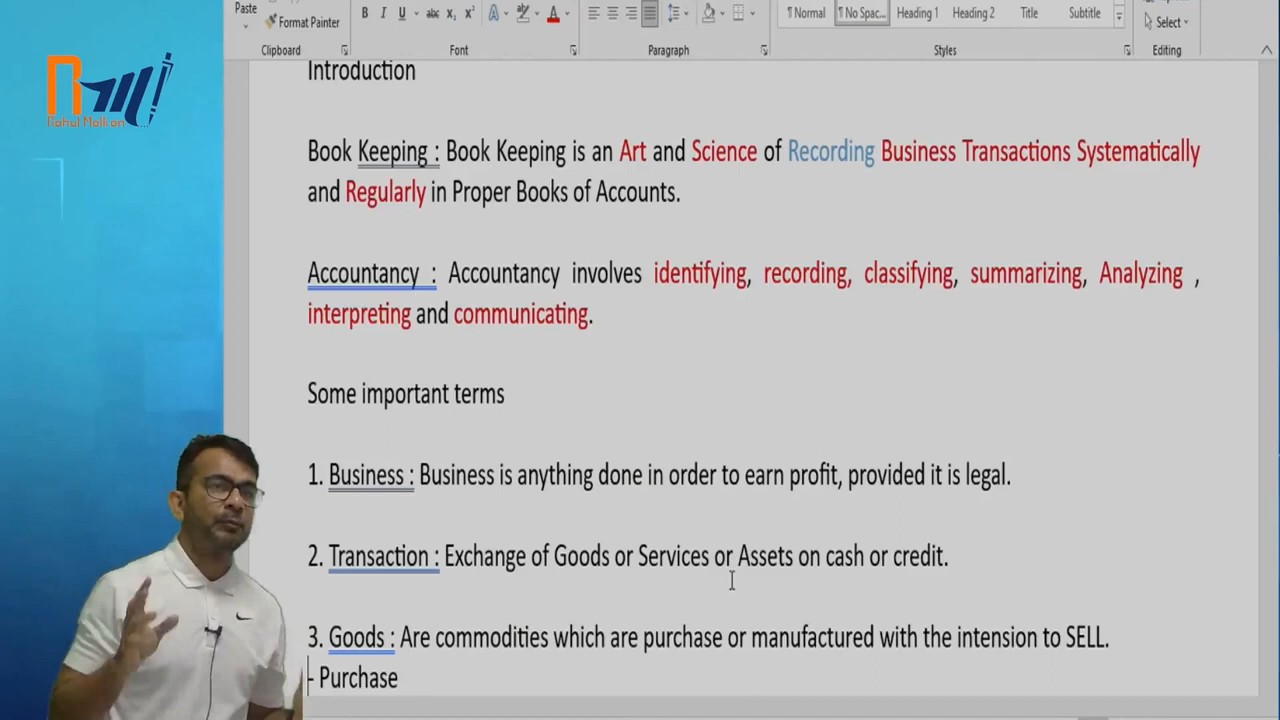 Paste
Format Painter
B I U abc x₂ x² A A
Clipboard
Font
Paragraph
¶ Normal ¶ No Spac... Heading 1 Heading 2 Title Subtitle
Styles
Select
Editing
Rahul Malkan
Introduction
Book Keeping : Book Keeping is an Art and Science of Recording Business Transactions Systematically
and Regularly in Proper Books of Accounts.
Accountancy : Accountancy involves identifying, recording, classifying, summarizing, Analyzing ,
interpreting and communicating.
Some important terms
1. Business : Business is anything done in order to earn profit, provided it is legal.
2. Transaction : Exchange of Goods or Services or Assets on cash or credit.
3. Goods : Are commodities which are purchase or manufactured with the intension to SELL.
- Purchase